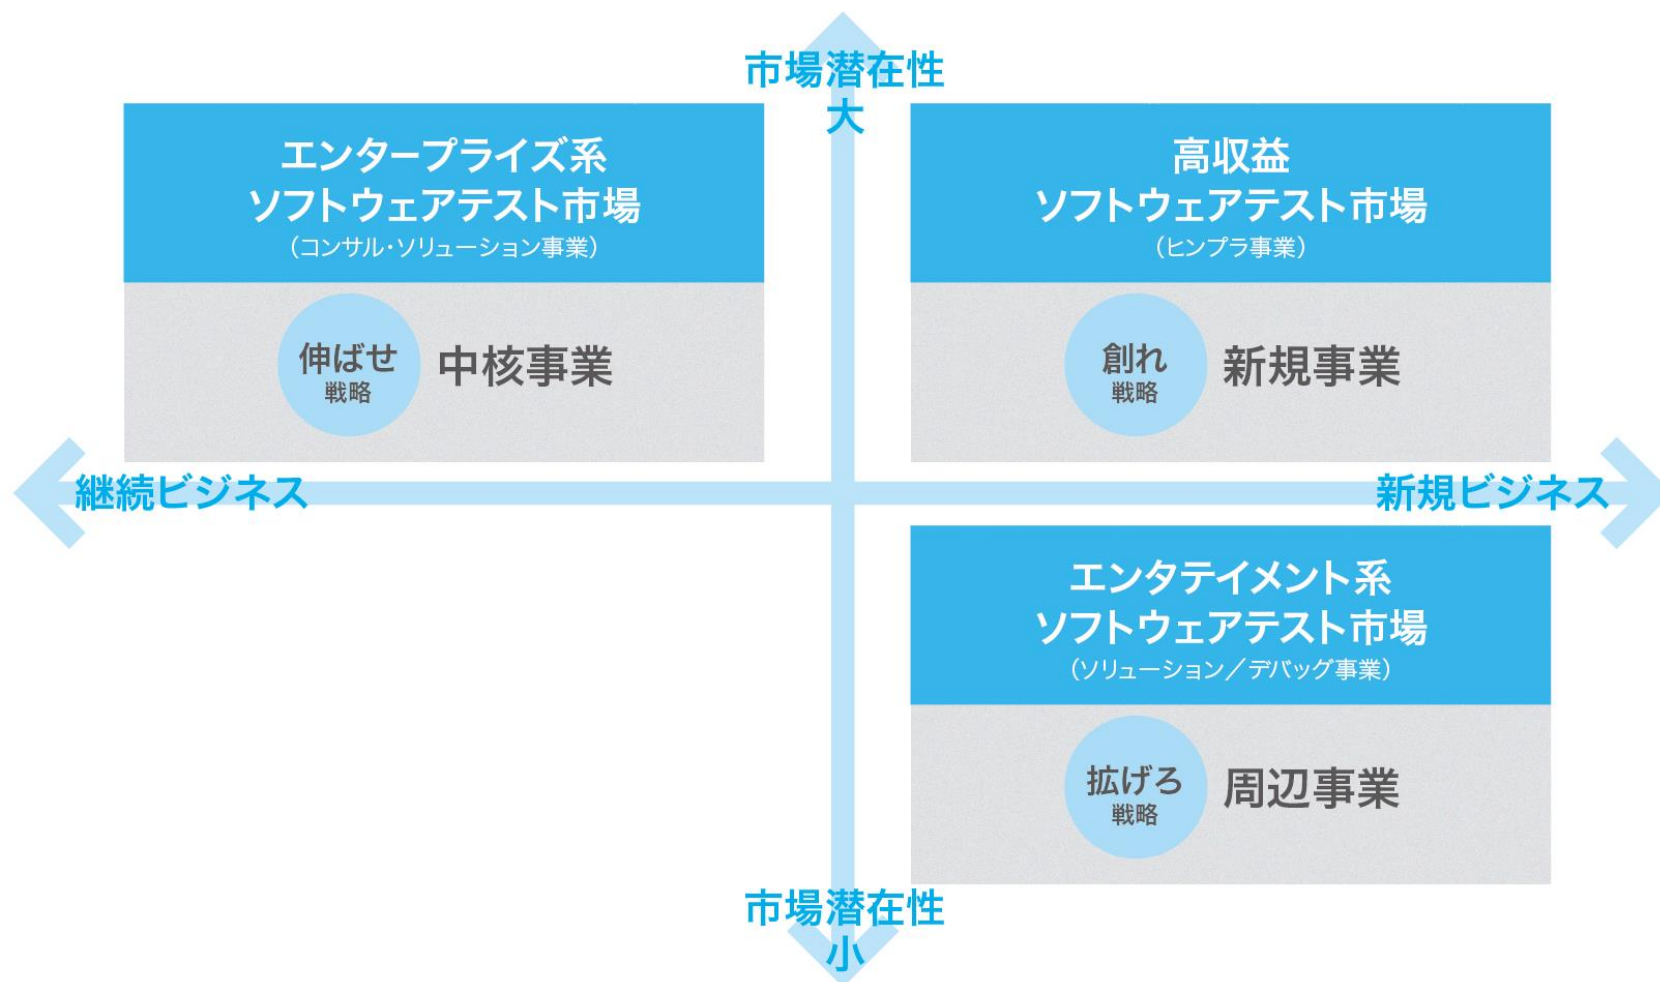 市場潜在性
大
エンタープライズ系
ソフトウェアテスト市場
（コンサル・ソリューション事業）
伸ばせ
戦略
中核事業
高収益
ソフトウェアテスト市場
（ヒンプラ事業）
創れ
戦略
新規事業
継続ビジネス
新規ビジネス
エンタテイメント系
ソフトウェアテスト市場
（ソリューション／デバッグ事業）
拡げろ
戦略
周辺事業
市場潜在性
小